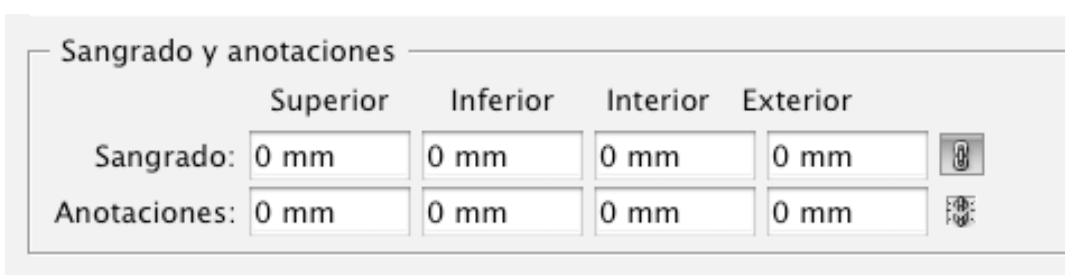 Sangrado y anotaciones
Superior Inferior Interior Exterior
Sangrado: 0 mm 0 mm 0 mm 0 mm
Anotaciones: 0 mm 0 mm 0 mm 0 mm